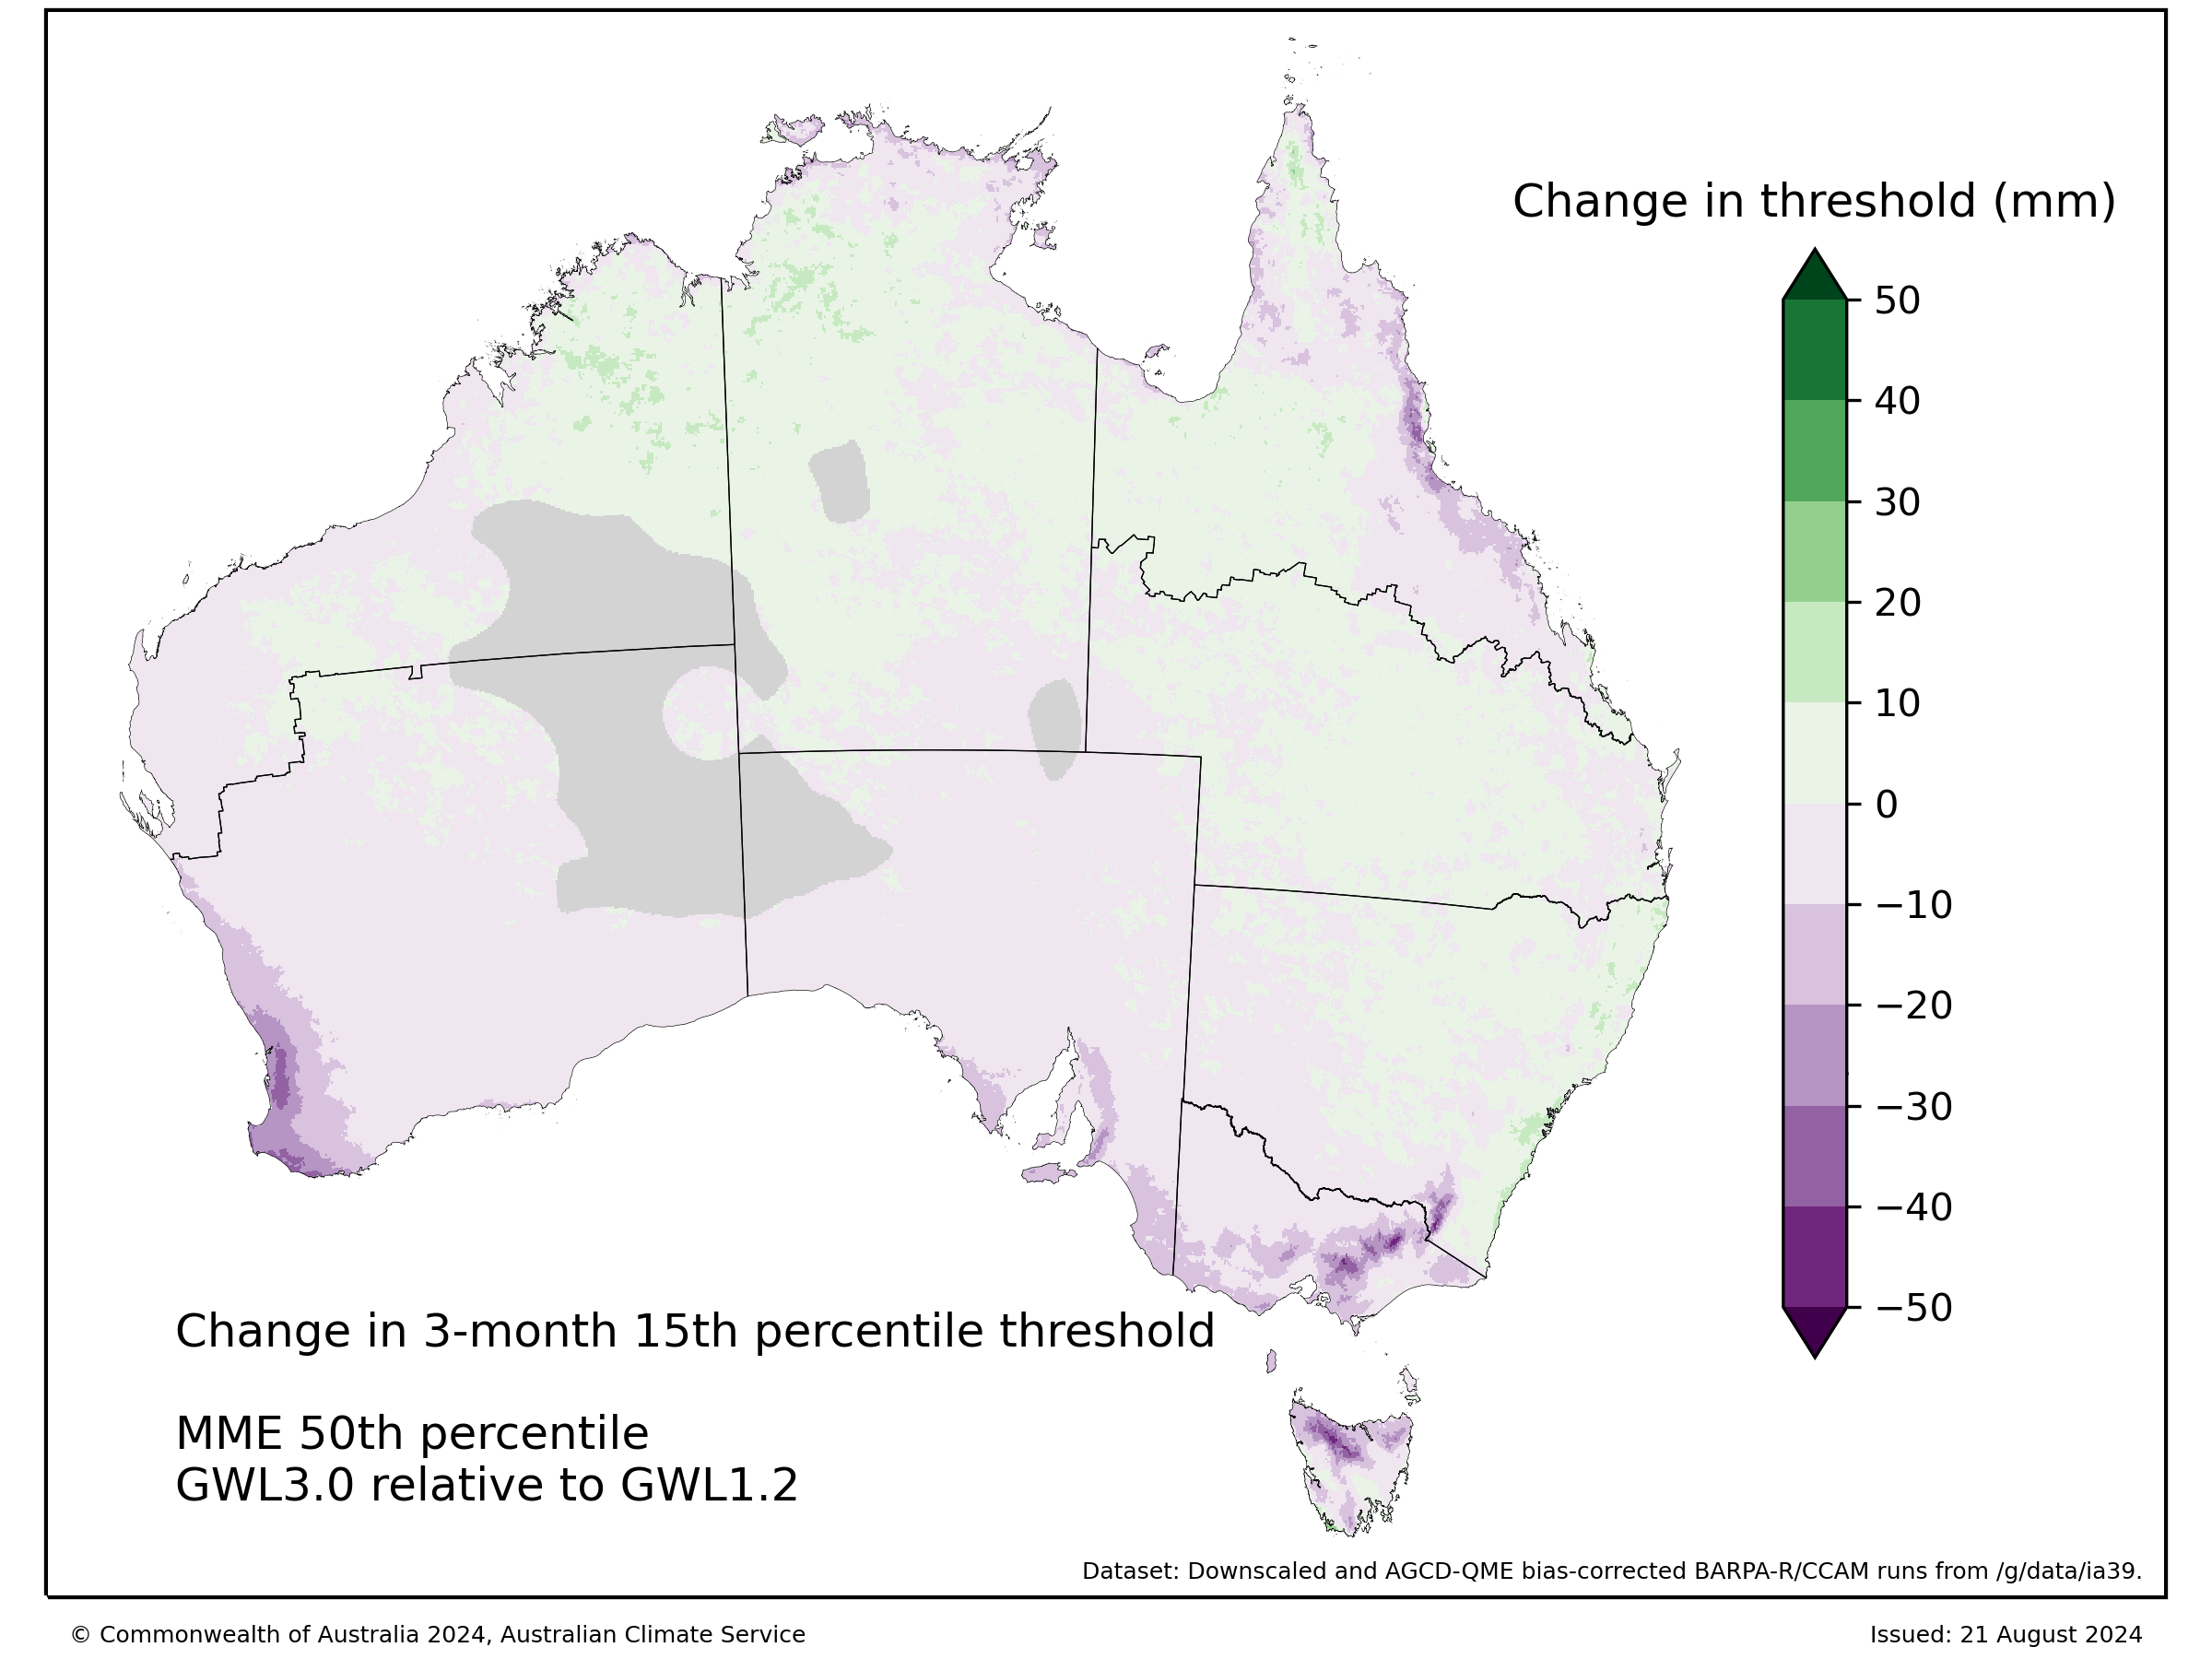 Change in threshold (mm)
50
40
30
20
10
0
−10
−20
−30
−40
−50
Change in 3-month 15th percentile threshold
MME 50th percentile
GWL3.0 relative to GWL1.2
Dataset: Downscaled and AGCD-QME bias-corrected BARPA-R/CCAM runs from /g/data/ia39.
© Commonwealth of Australia 2024, Australian Climate Service
Issued: 21 August 2024